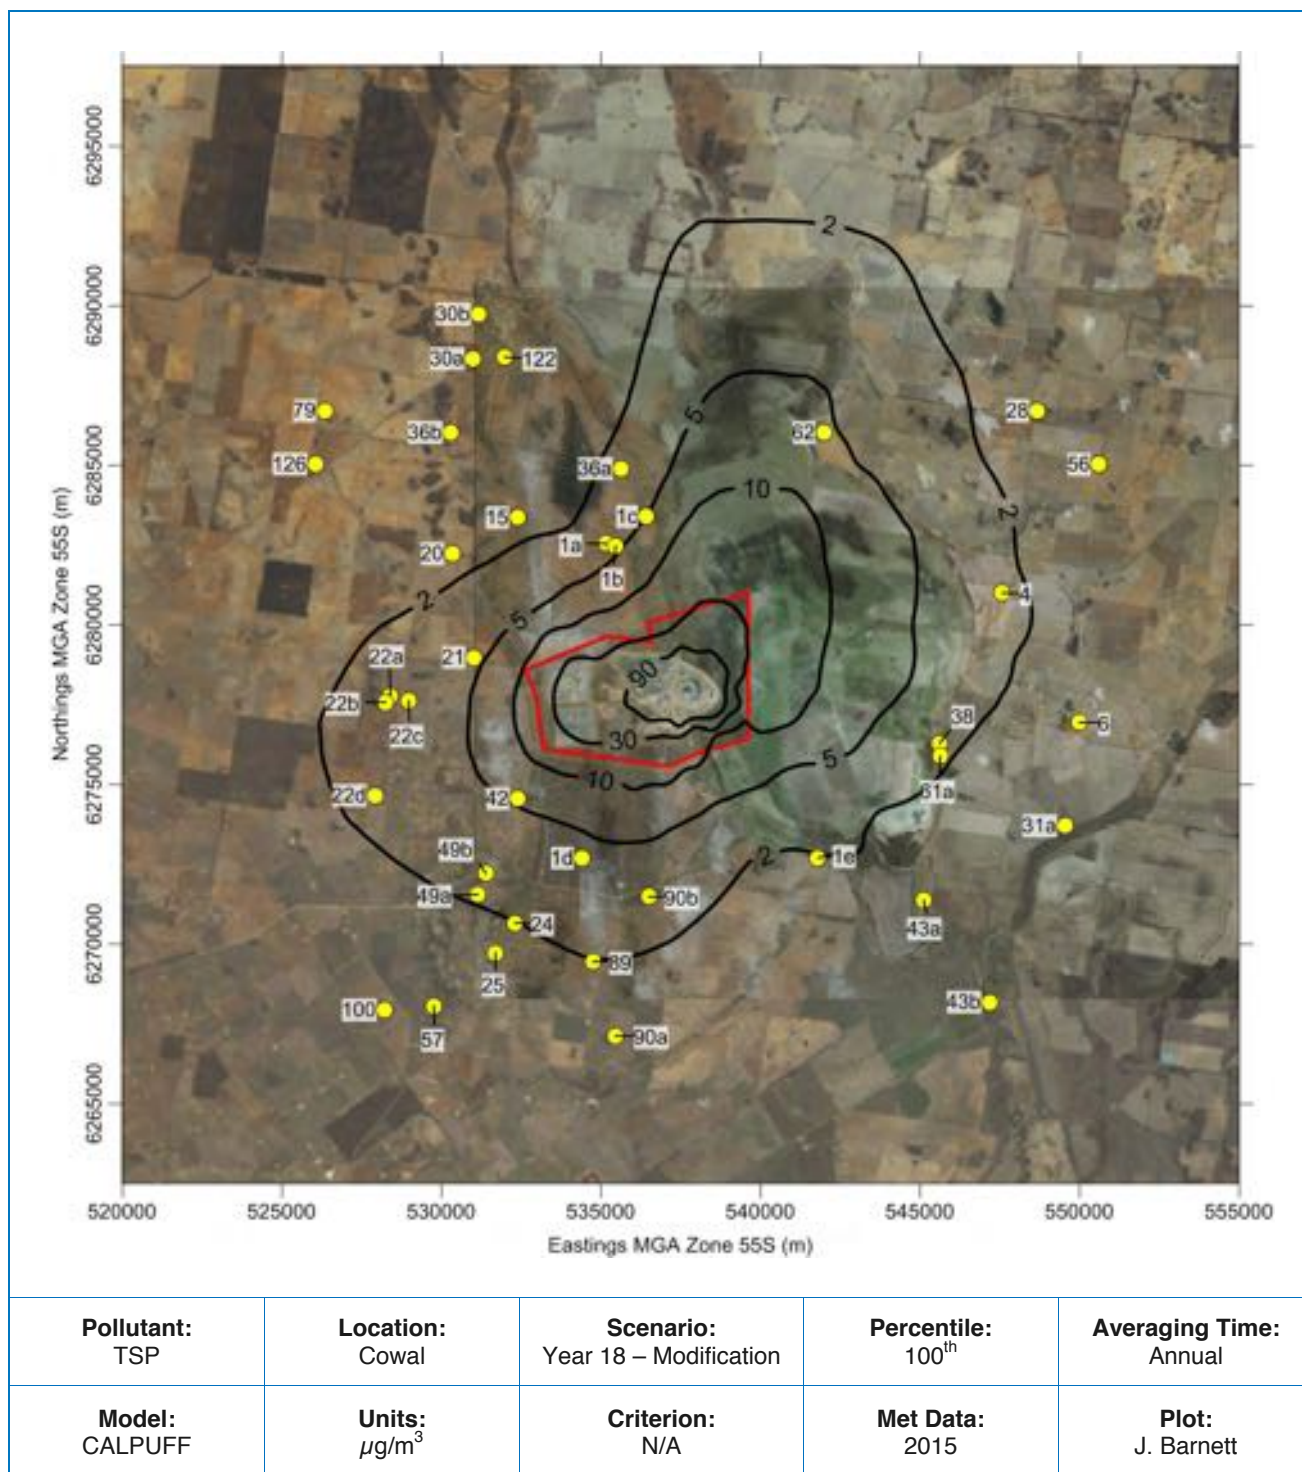 6295000
6290000
6285000
6280000
6275000
6270000
6265000
Northings MGA Zone 55S (m)
2
30b
30a
122
79
36b
5
62
28
126
36a
56
10
15
1c
2
20
1a
1b
2
5
4
22a
21
90
22b
22c
38
6
30
5
10
22d
42
61a
31a
49b
1d
2
1e
49a
90b
24
43a
89
25
43b
100
57
90a
520000 525000 530000 535000 540000 545000 550000 555000
Eastings MGA Zone 55S (m)
Pollutant: Location: Scenario: Percentile: Averaging Time:
TSP Cowal Year 18 – Modification 100th Annual
Model: Units: Criterion: Met Data: Plot:
CALPUFF µg/m3 N/A 2015 J. Barnett